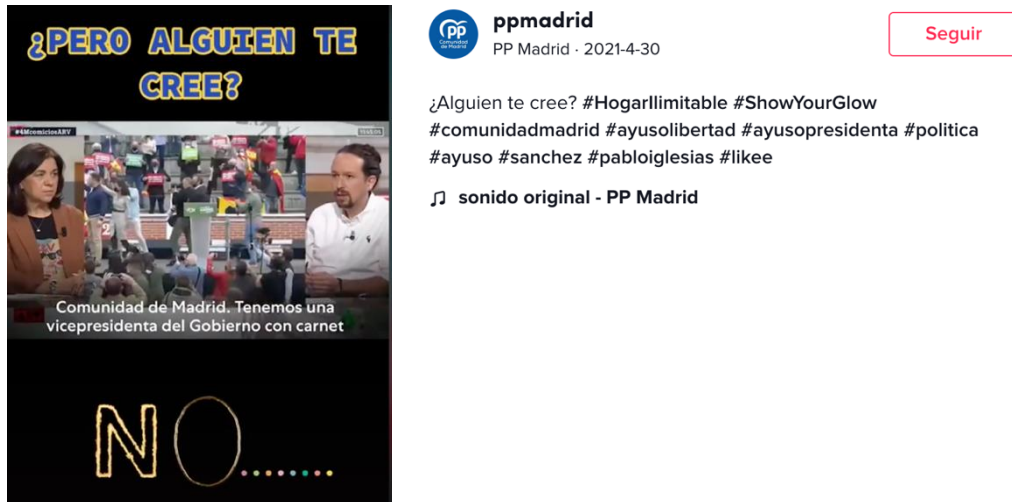 ¿PERO ALGUIEN TE
CREE?
#4McomiciosARV
Comunidad de Madrid. Tenemos una
vicepresidenta del Gobierno con carnet
NO.........
PP
Comunidad
de Madrid
ppmadrid
PP Madrid · 2021-4-30
Seguir
¿Alguien te cree? #HogarIlimitable #ShowYourGlow
#comunidadmadrid #ayusolibertad #ayusopresidenta #politica
#ayuso #sanchez #pabloiglesias #likee
sonido original - PP Madrid